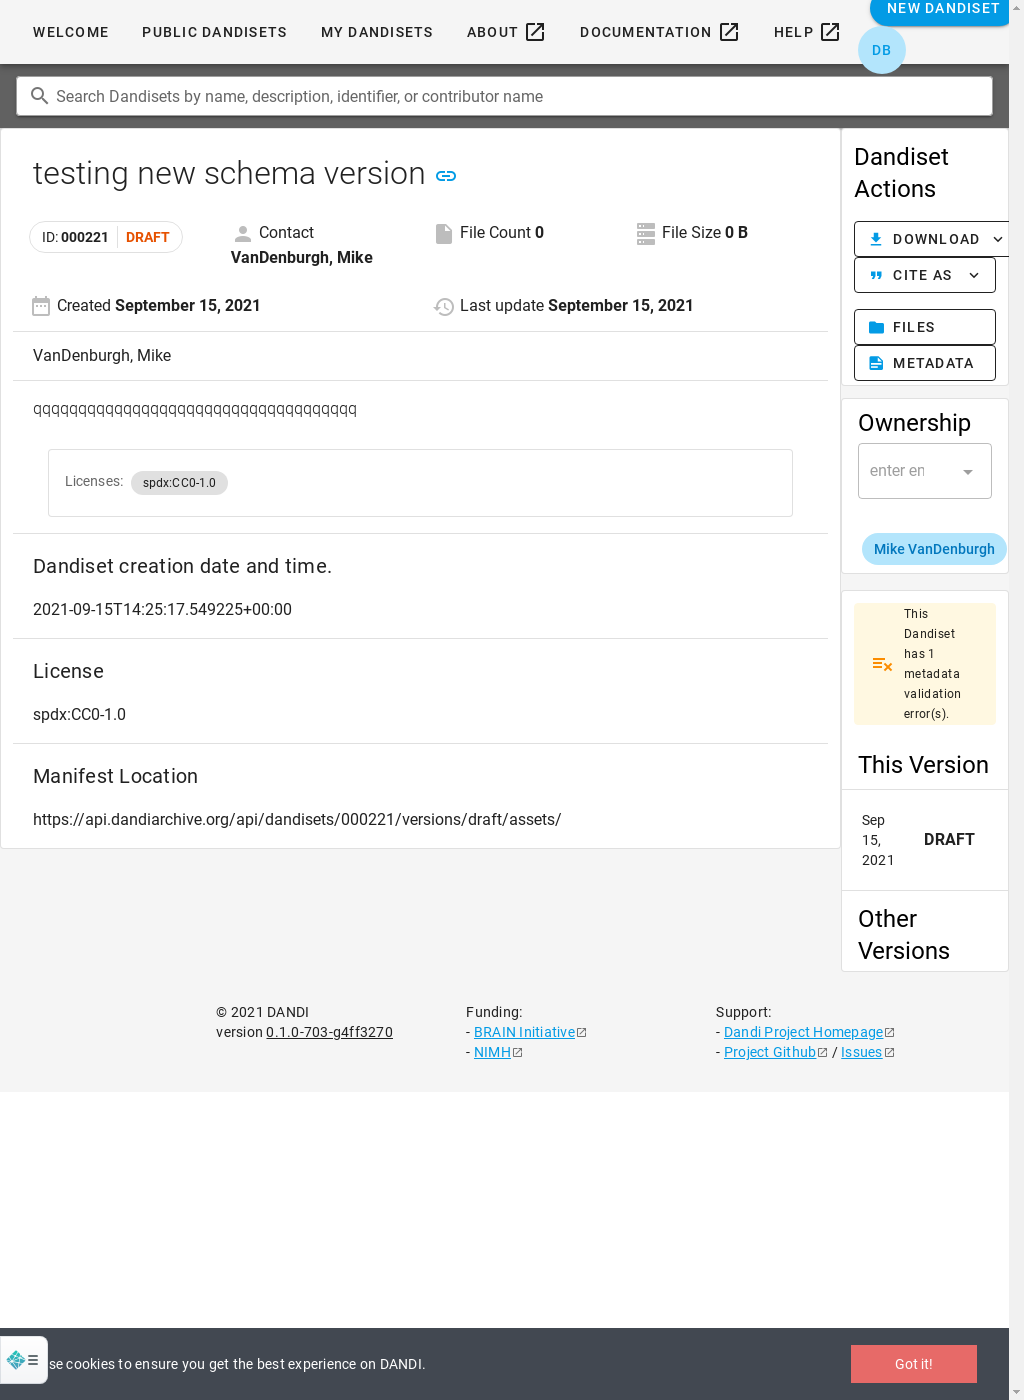 WELCOME PUBLIC DANDISETS MY DANDISETS ABOUT DOCUMENTATION HELP NEW DANDISET
DB
Search Dandisets by name, description, identifier, or contributor name
testing new schema version
ID: 000221 DRAFT
Contact VanDenburgh, Mike
File Count 0
File Size 0 B
Created September 15, 2021
Last update September 15, 2021
VanDenburgh, Mike
qqqqqqqqqqqqqqqqqqqqqqqqqqqqqqqqqqqq
Licenses: spdx:CC0-1.0
Dandiset creation date and time.
2021-09-15T14:25:17.549225+00:00
License
spdx:CC0-1.0
Manifest Location
https://api.dandiarchive.org/api/dandisets/000221/versions/draft/assets/
Dandiset
Actions
DOWNLOAD
CITE AS
FILES
METADATA
Ownership
enter en
Mike VanDenburgh
This
Dandiset
has 1
metadata
validation
error(s).
This Version
Sep
15,
2021
DRAFT
Other
Versions
© 2021 DANDI
version 0.1.0-703-g4ff3270
Funding:
- BRAIN Initiative
- NIMH
Support:
- Dandi Project Homepage
- Project Github / Issues
se cookies to ensure you get the best experience on DANDI.
Got it!